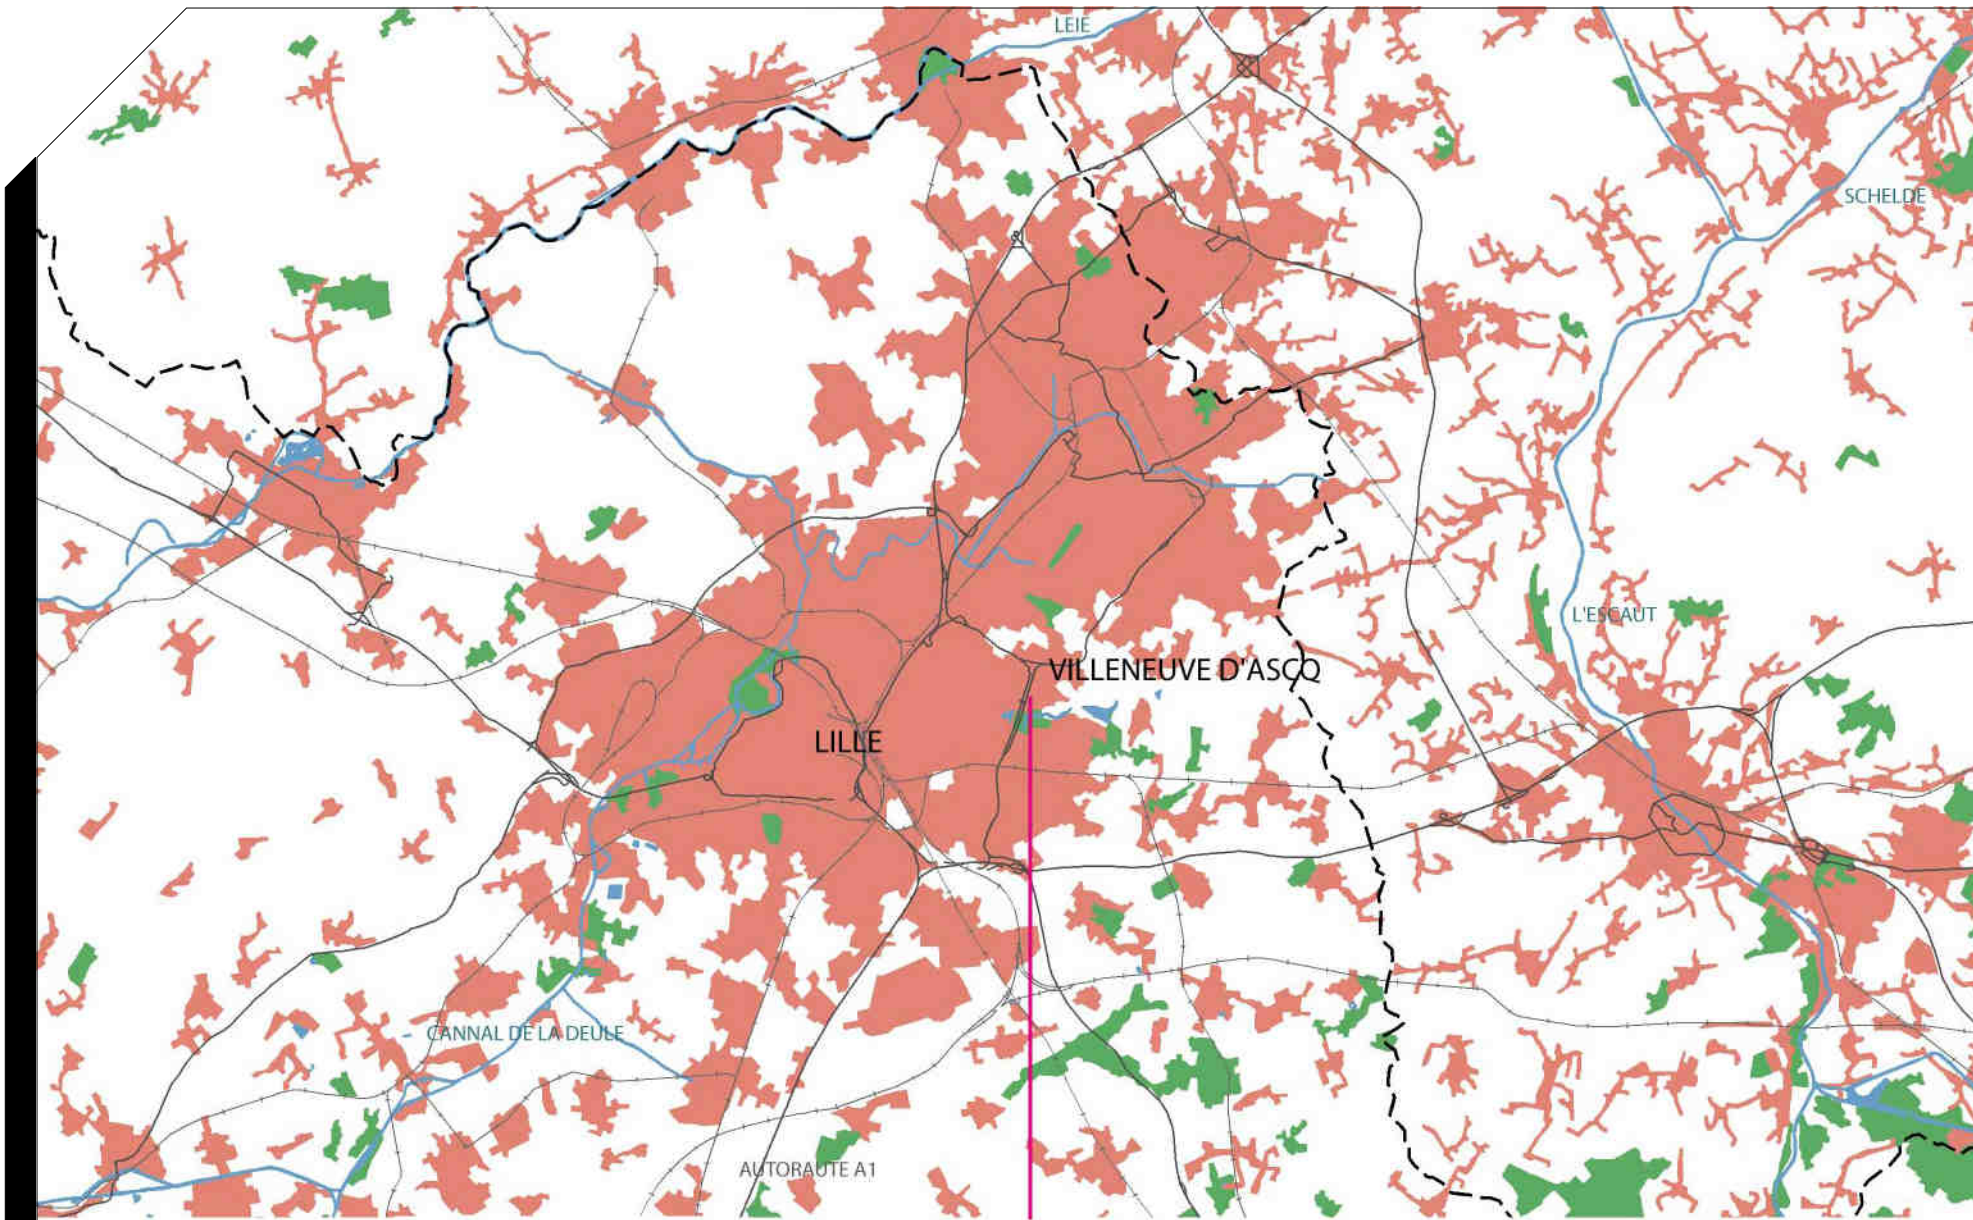 LEIE
SCHELDE
L'ESCAUT
VILLENEUVE D'ASCQ
LILLE
CANNAL DE LA DEULE
AUTORAUTE A1